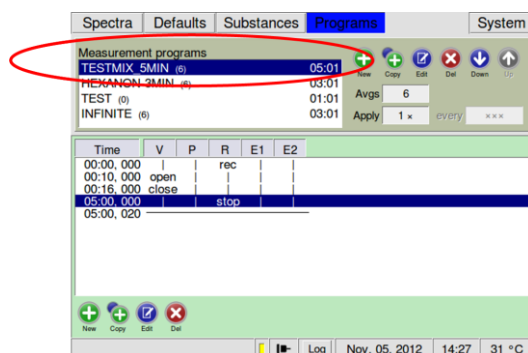 Spectra Defaults Substances Programs System
Measurement programs
TESTMIX_5MIN (6) 05:01
HEXANON 3MIN (6) 03:01
TEST (0) 01:01
INFINITE (6) 03:01
New Copy Edit Del Down Up
Avgs 6
Apply 1 × every ×××
Time V P R E1 E2
00:00, 000 | | rec | |
00:10, 000 open | | | |
00:16, 000 close | | | |
05:00, 000 | | stop | |
05:00, 020
New Copy Edit Del
Log Nov. 05. 2012 14:27 31 °C